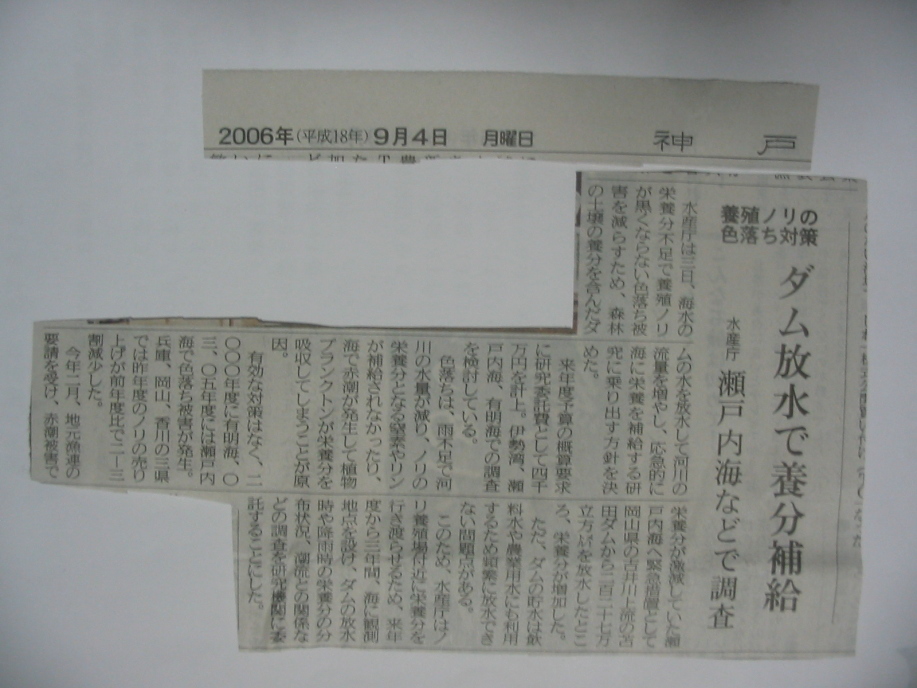 2006年(平成18年)9月4日 月曜日 神戸
養殖ノリの
色落ち対策
ダム放水で養分補給
水産庁 瀬戸内海などで調査
水産庁は三日、海水の
栄養分不足で養殖ノリ
が黒くならない色落ち被
害を減らすため、森林
の土壌の養分を含んだダ
ムの水を放水して河川の
流量を増やし、応急的に
海に栄養を補給する研
究に乗り出す方針を決
めた。
来年度予算の概算要求
に研究委託費として四千
万円を計上。伊勢湾、瀬
戸内海、有明海での調査
を検討している。
色落ちは、雨不足で河
川の水量が減り、ノリの
栄養分となる窒素やリン
が補給されなかったり、
海で赤潮が発生して植物
プランクトンが栄養分を
吸収してしまうことが原
因。
有効な対策はなく、二
〇〇〇年度に有明海、〇
三、〇五年度には瀬戸内
海で色落ち被害が発生。
兵庫、岡山、香川の三県
では昨年度のノリの売り
上げが前年度比で二―三
割減少した。
今年二月、地元漁連の
要請を受け、赤潮被害で
栄養分が激減していた瀬
戸内海へ緊急措置として
岡山県の吉井川上流の苫
田ダムから二百二十七万
立方㍍を放水したとこ
ろ、栄養分が増加した。
ただ、ダムの貯水は飲
料水や農業用水にも利用
するため頻繁に放水でき
ない問題点がある。
このため、水産庁はノ
リ養殖場付近に栄養分を
行き渡らせるため、来年
度から三年間、海に観測
地点を設け、ダムの放水
時や降雨時の栄養分の分
布状況、潮流との関係な
どの調査を研究機関に委
託することにした。